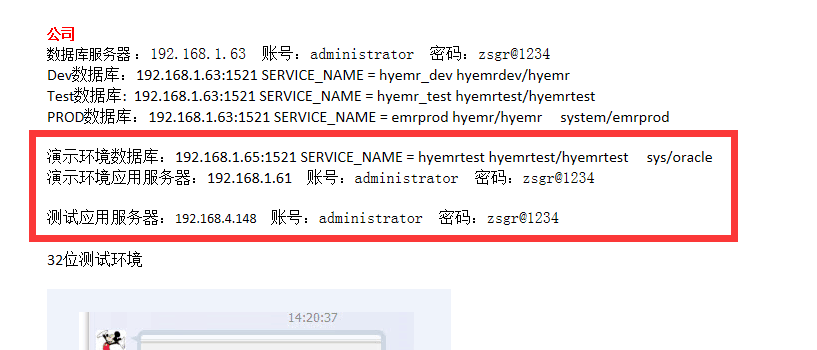 公司
数据库服务器：192.168.1.63 账号：administrator 密码：zsgr@1234
Dev数据库：192.168.1.63:1521 SERVICE_NAME = hyemr_dev hyemrdev/hyemr
Test数据库：192.168.1.63:1521 SERVICE_NAME = hyemr_test hyemrtest/hyemrtest
PROD数据库：192.168.1.63:1521 SERVICE_NAME = emrprod hyemr/hyemr system/emrprod
演示环境数据库：192.168.1.65:1521 SERVICE_NAME = hyemrtest hyemrtest/hyemrtest sys/oracle
演示环境应用服务器：192.168.1.61 账号：administrator 密码：zsgr@1234
测试应用服务器：192.168.4.148 账号：administrator 密码：zsgr@1234
32位测试环境
14:20:37